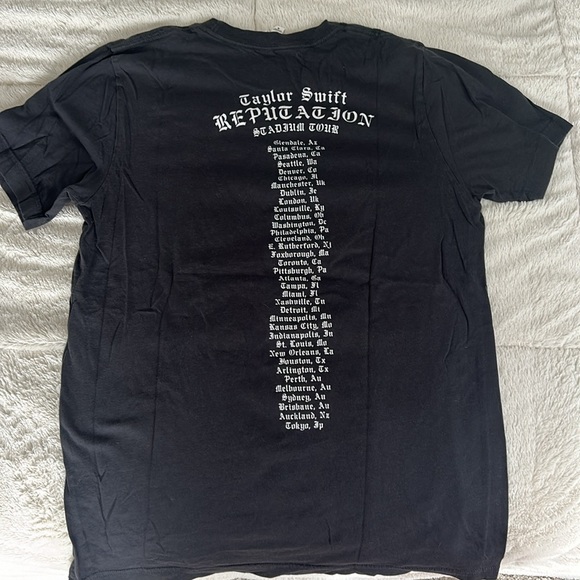 Taylor Swift
REPUTATION
STADIUM TOUR
Glendale, Az
Santa Clara, Ca
Pasadena, Ca
Seattle, Wa
Denver, Co
Chicago, Il
Manchester, Uk
Dublin, Ie
London, Uk
Louisville, Ky
Columbus, Oh
Washington, Dc
Philadelphia, Pa
Cleveland, Oh
E. Rutherford, NJ
Foxborough, Ma
Toronto, Ca
Pittsburgh, Pa
Atlanta, Ga
Tampa, Fl
Miami, Fl
Nashville, Tn
Detroit, Mi
Minneapolis, Mn
Kansas City, Mo
Indianapolis, In
St. Louis, Mo
New Orleans, La
Houston, Tx
Arlington, Tx
Perth, Au
Melbourne, Au
Sydney, Au
Brisbane, Au
Auckland, Nz
Tokyo, Jp